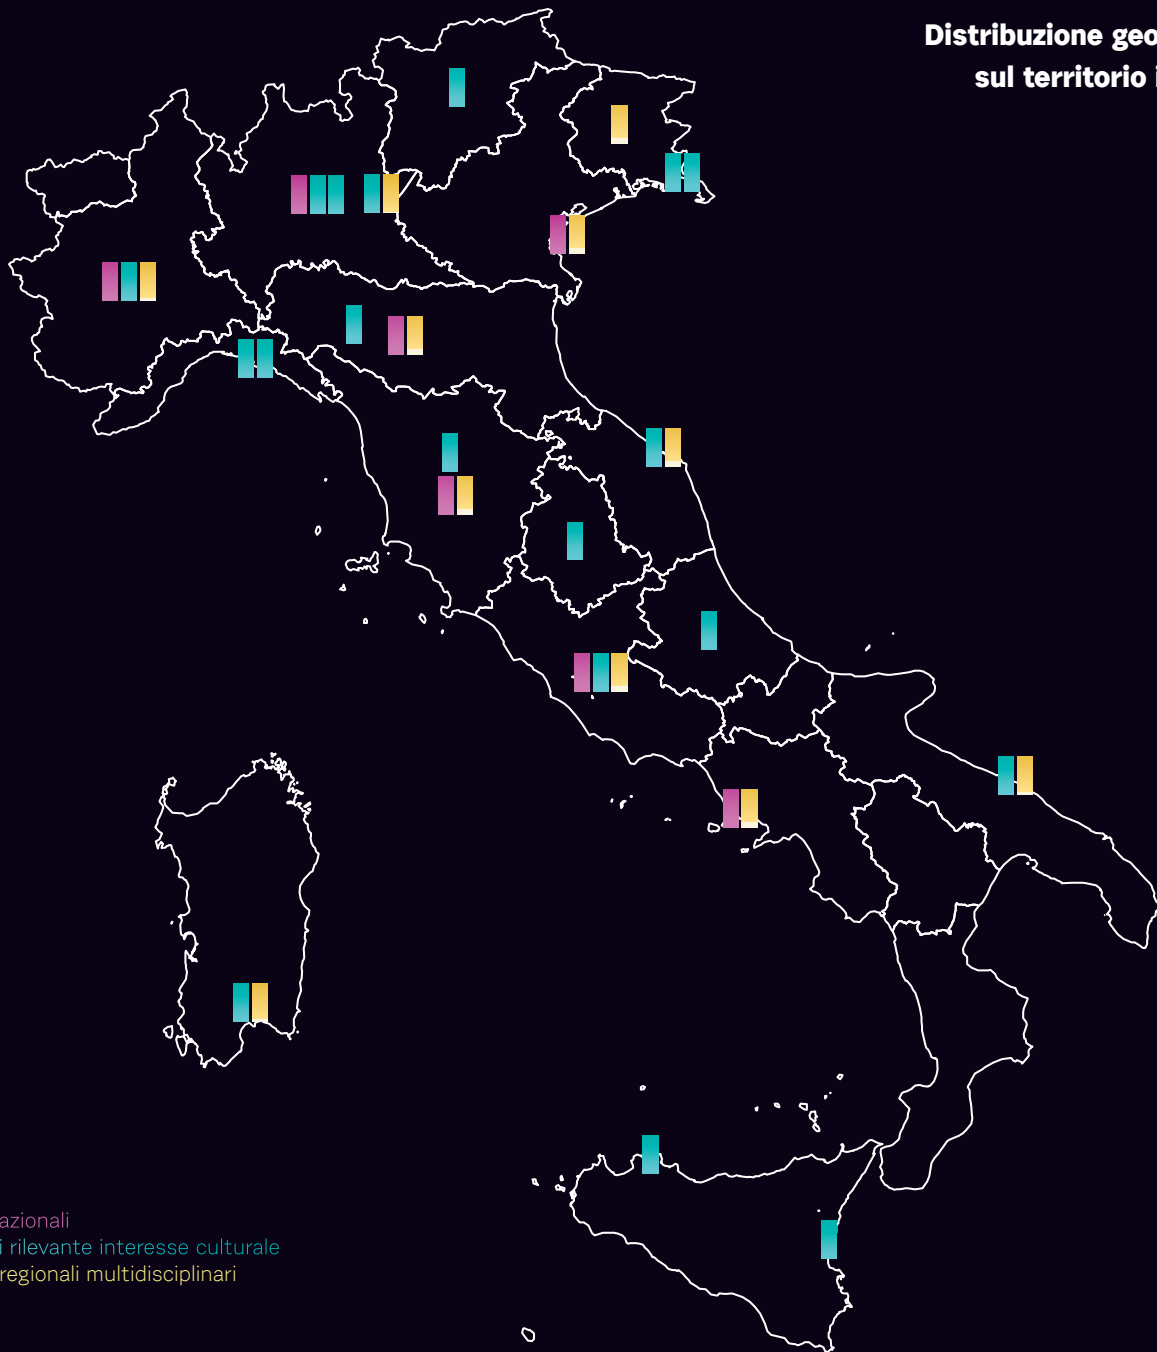 Distribuzione geo
sul territorio i
azionali
i rilevante interesse culturale
regionali multidisciplinari